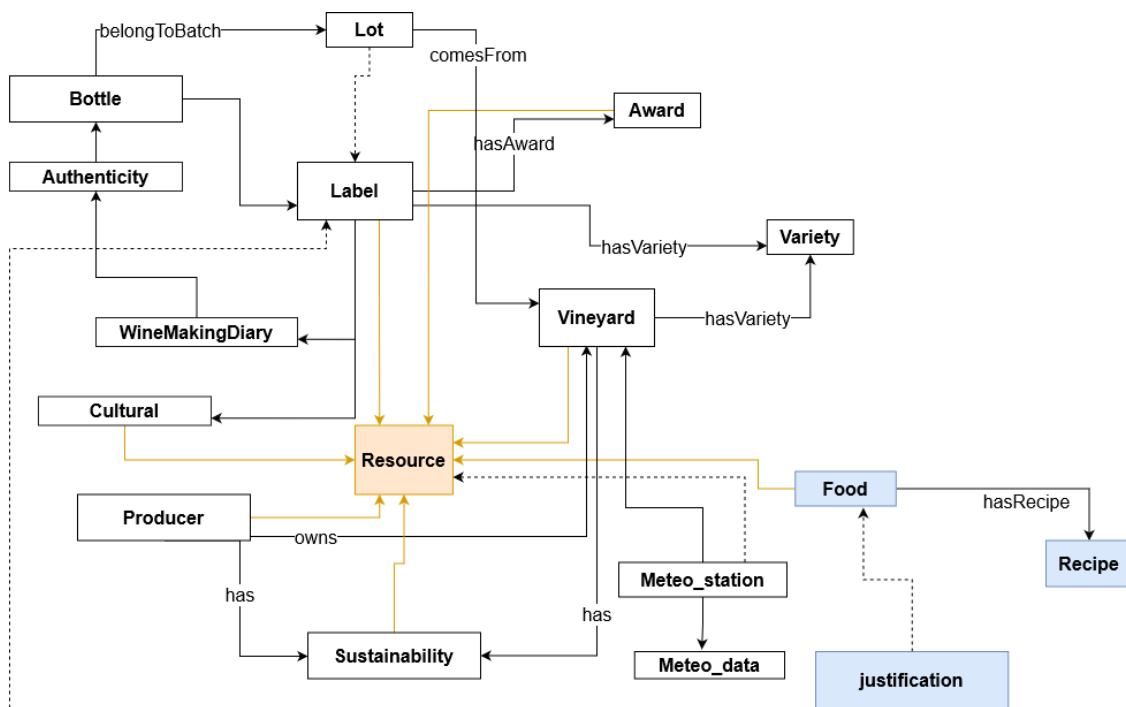 belongToBatch
Lot
comesFrom
Bottle
Award
hasAward
Authenticity
Label
Variety
hasVariety
Vineyard
hasVariety
WineMakingDiary
Cultural
Resource
Food
hasRecipe
Producer
owns
Recipe
Meteo_station
has
has
Sustainability
Meteo_data
justification